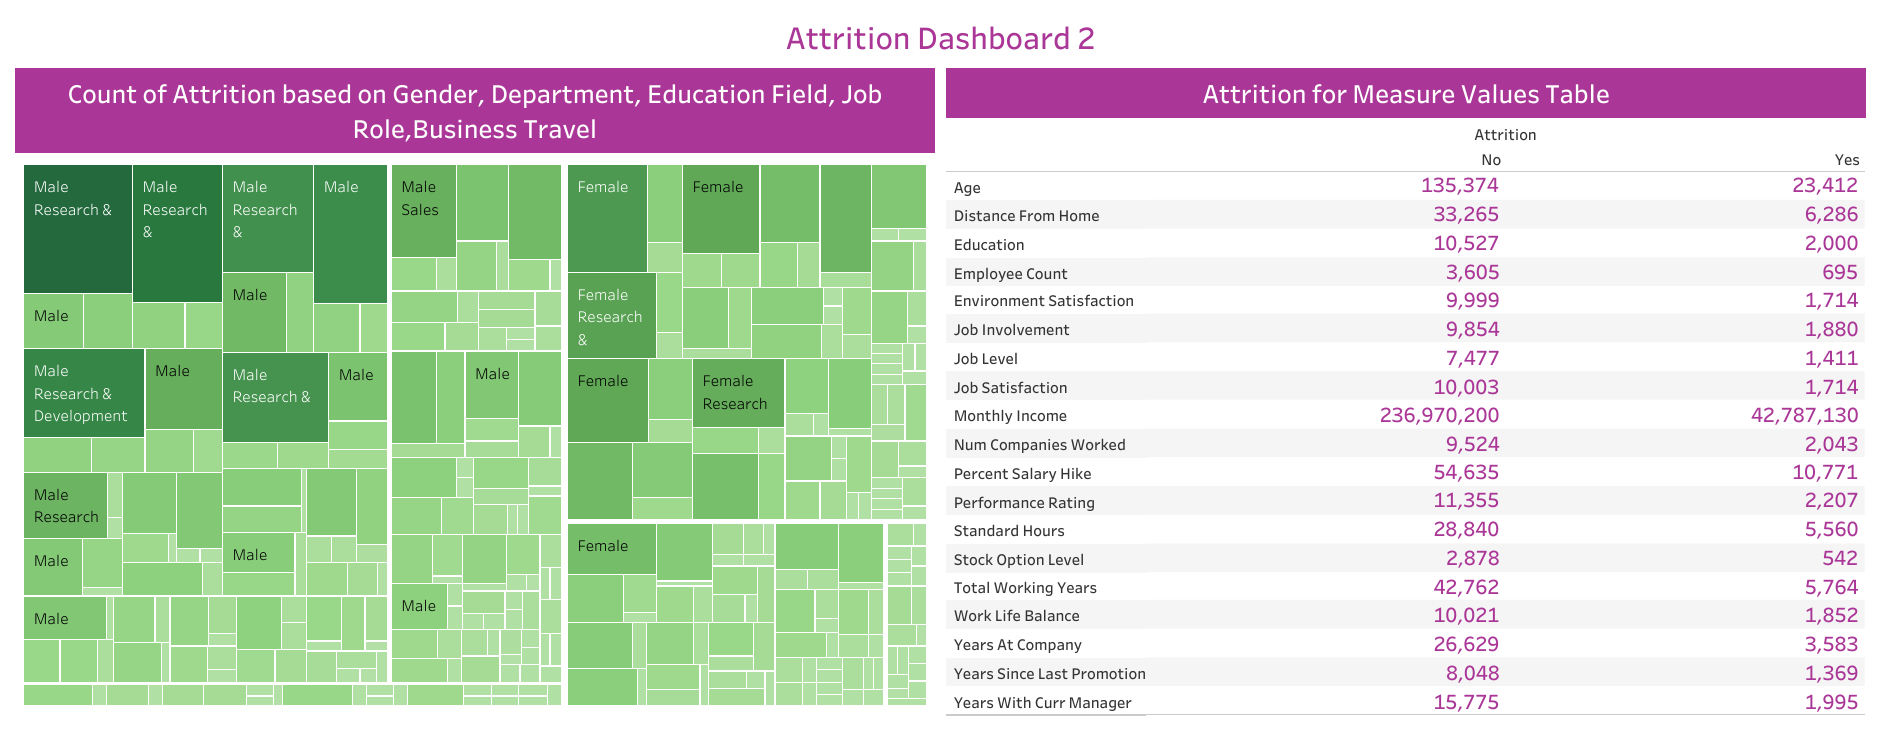 Attrition Dashboard 2
Count of Attrition based on Gender, Department, Education Field, Job
Role,Business Travel
Male
Research &
Male
Research
&
Male
Research
&
Male
Male
Sales
Male
Male
Male
Research &
Development
Male
Male
Research &
Male
Male
Male
Research
Male
Male
Male
Male
Female
Female
Female
Research
&
Female
Female
Research
Female
Attrition for Measure Values Table
Attrition
No Yes
Age 135,374 23,412
Distance From Home 33,265 6,286
Education 10,527 2,000
Employee Count 3,605 695
Environment Satisfaction 9,999 1,714
Job Involvement 9,854 1,880
Job Level 7,477 1,411
Job Satisfaction 10,003 1,714
Monthly Income 236,970,200 42,787,130
Num Companies Worked 9,524 2,043
Percent Salary Hike 54,635 10,771
Performance Rating 11,355 2,207
Standard Hours 28,840 5,560
Stock Option Level 2,878 542
Total Working Years 42,762 5,764
Work Life Balance 10,021 1,852
Years At Company 26,629 3,583
Years Since Last Promotion 8,048 1,369
Years With Curr Manager 15,775 1,995